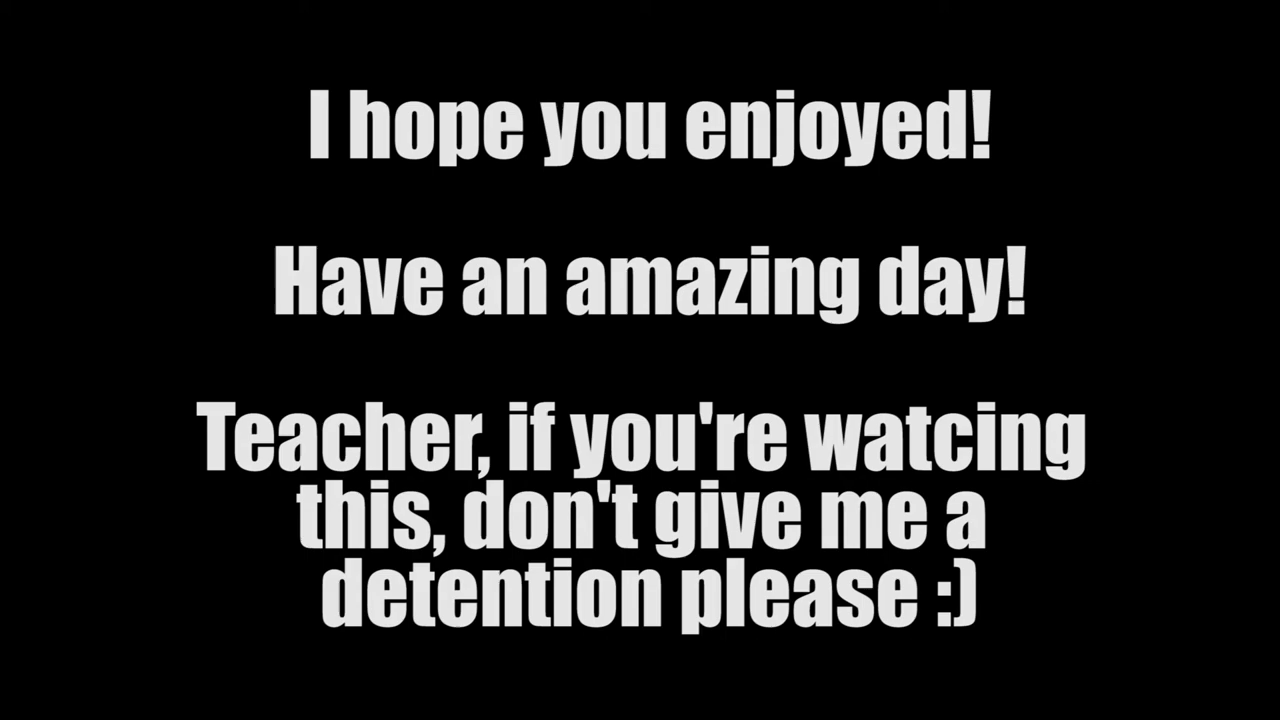 I hope you enjoyed!
Have an amazing day!
Teacher, if you're watcing
this, don't give me a
detention please :)